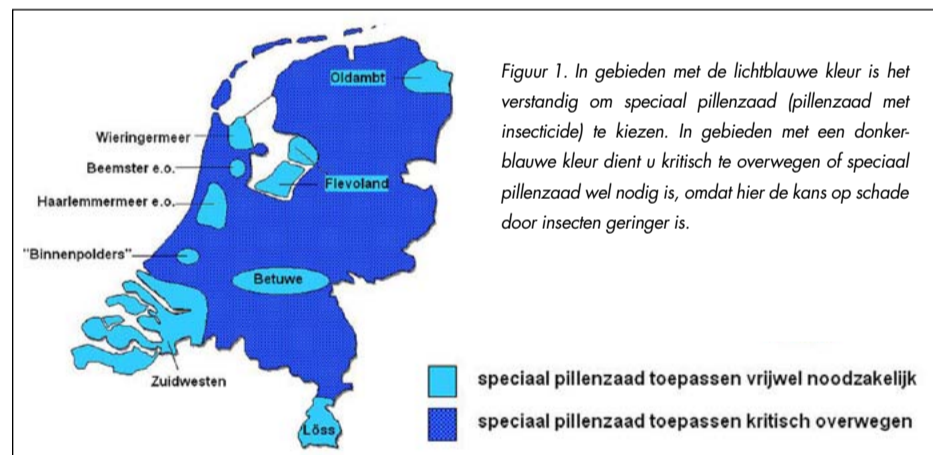 Oldambt
Wieringermeer
Beemster e.o.
Flevoland
Haarlemmermeer e.o.
"Binnenpolders"
Betuwe
Zuidwesten
Löss
Figuur 1. In gebieden met de lichtblauwe kleur is het
verstandig om speciaal pillenzaad (pillenzaad met
insecticide) te kiezen. In gebieden met een donker-
blauwe kleur dient u kritisch te overwegen of speciaal
pillenzaad wel nodig is, omdat hier de kans op schade
door insecten geringer is.
speciaal pillenzaad toepassen vrijwel noodzakelijk
speciaal pillenzaad toepassen kritisch overwegen